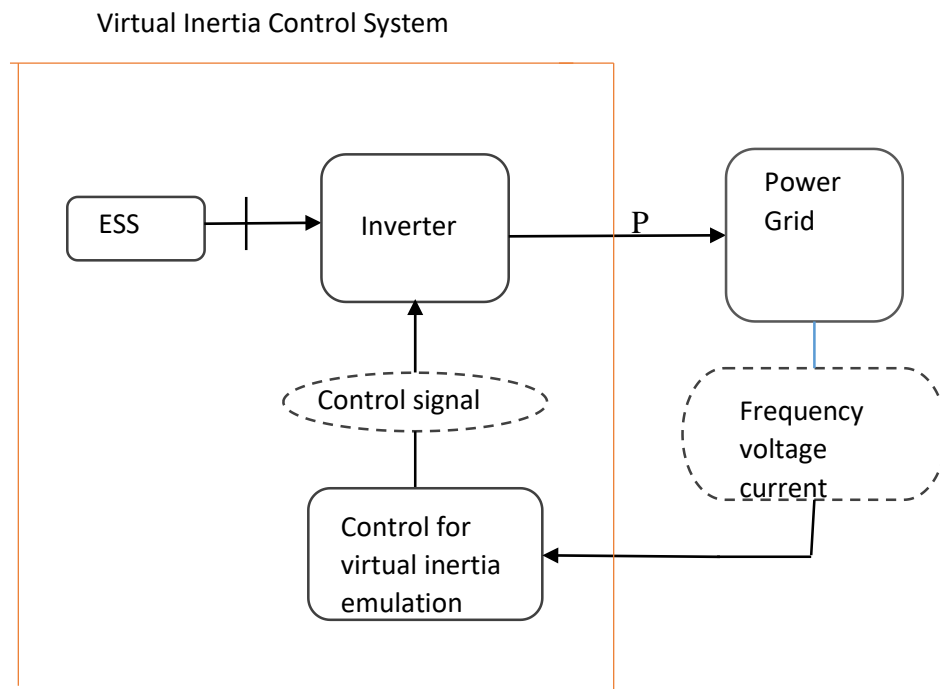 Virtual Inertia Control System
ESS
Inverter
P
Power
Grid
Control signal
Frequency
voltage
current
Control for
virtual inertia
emulation